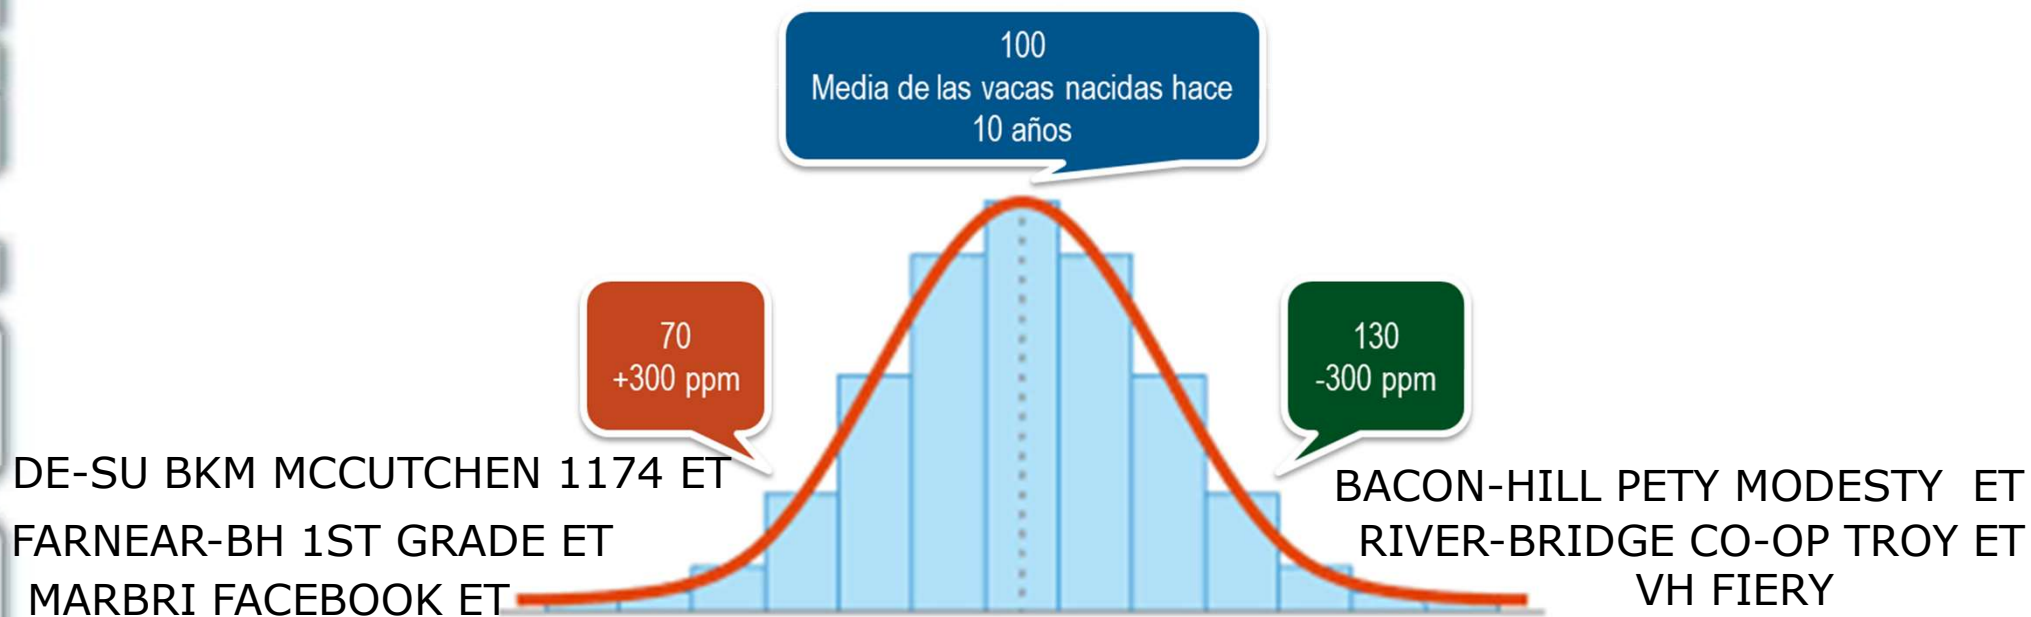 100
Media de las vacas nacidas hace
10 años
70
+300 ppm
130
-300 ppm
DE-SU BKM MCCUTCHEN 1174 ET
FARNEAR-BH 1ST GRADE ET
MARBRI FACEBOOK ET
BACON-HILL PETY MODESTY ET
RIVER-BRIDGE CO-OP TROY ET
VH FIERY